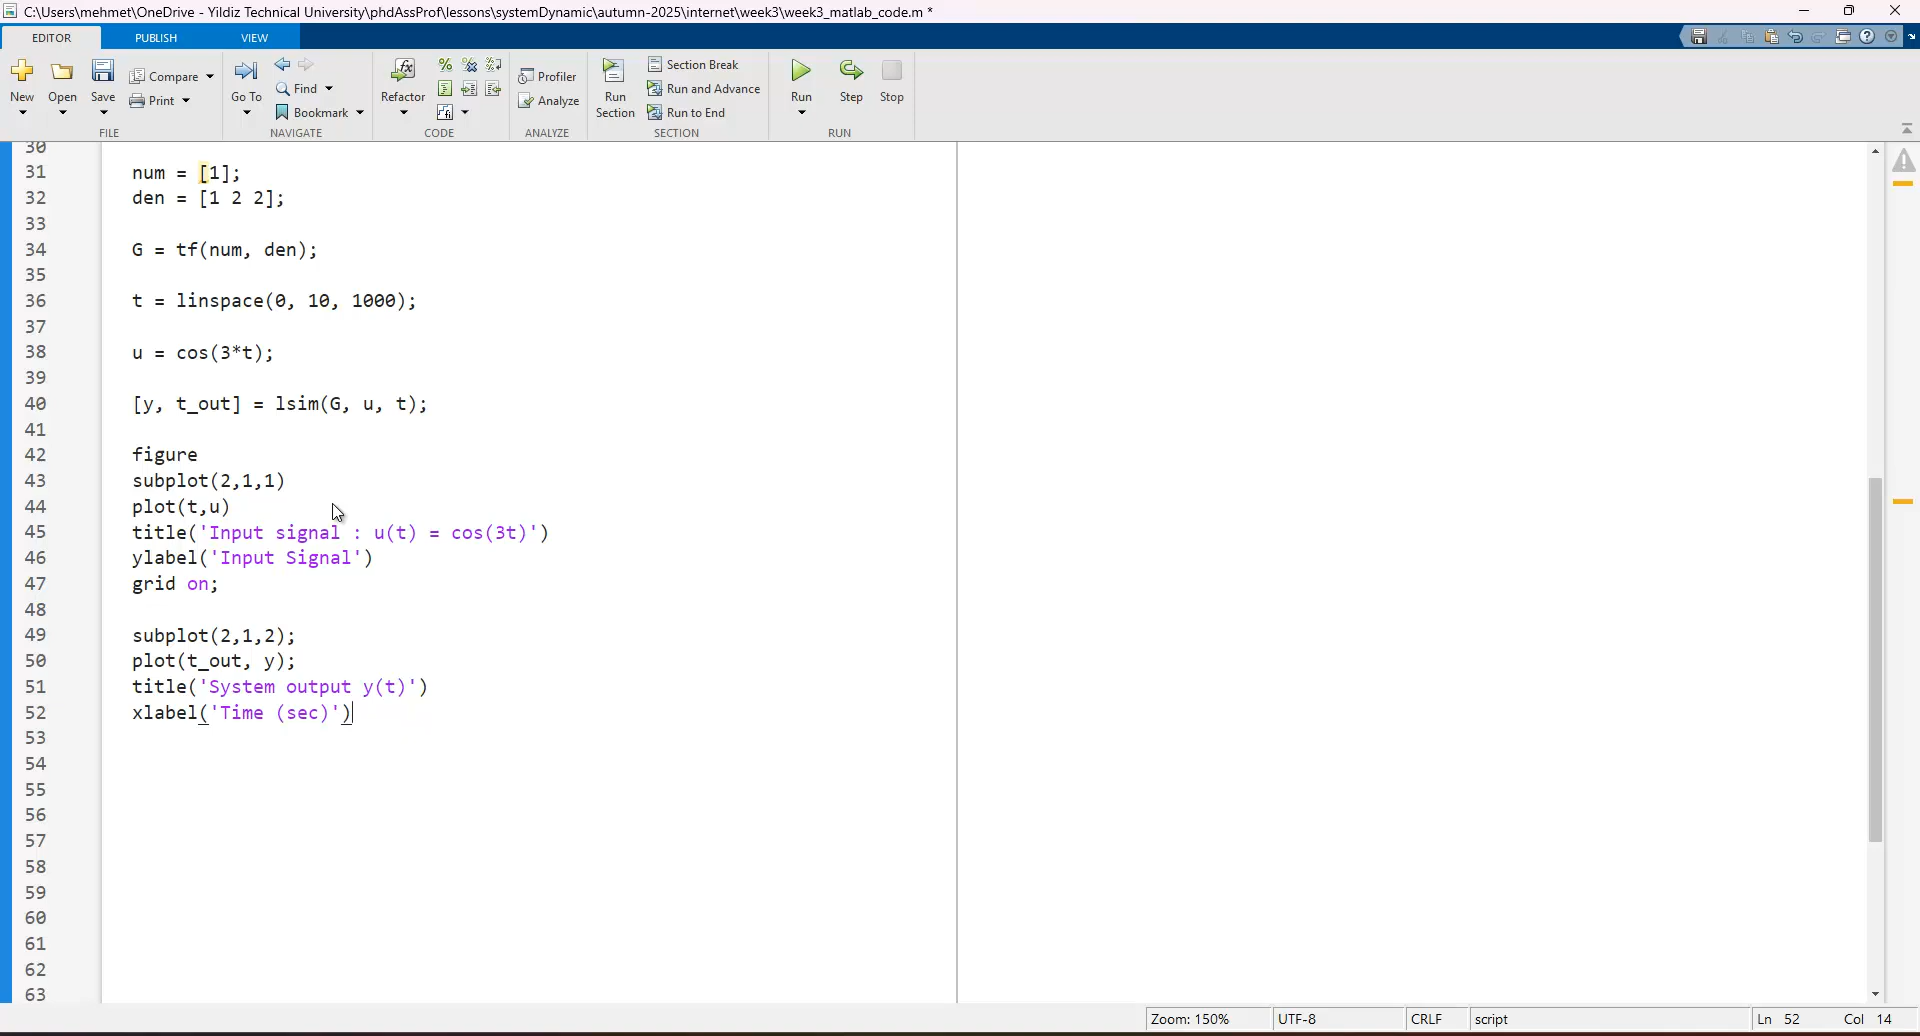 C:\Users\mehmet\OneDrive - Yildiz Technical University\phdAssProf\lessons\systemDynamic\autumn-2025\internet\week3\week3_matlab_code.m *
EDITOR PUBLISH VIEW
New Open Save Compare Print
FILE
Go To Find Bookmark
NAVIGATE
Refactor
CODE
Profiler
Analyze
ANALYZE
Run Section
Section Break
Run and Advance
Run to End
SECTION
Run Step Stop
RUN
30
31 num = [1];
32 den = [1 2 2];
33
34 G = tf(num, den);
35
36 t = linspace(0, 10, 1000);
37
38 u = cos(3*t);
39
40 [y, t_out] = lsim(G, u, t);
41
42 figure
43 subplot(2,1,1)
44 plot(t,u)
45 title('Input signal : u(t) = cos(3t)')
46 ylabel('Input Signal')
47 grid on;
48
49 subplot(2,1,2);
50 plot(t_out, y);
51 title('System output y(t)')
52 xlabel('Time (sec)')
53
54
55
56
57
58
59
60
61
62
63
Zoom: 150% UTF-8 CRLF script Ln 52 Col 14